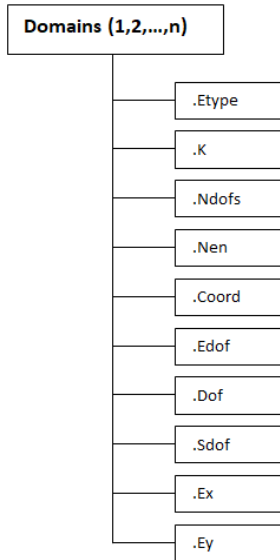 Domains (1,2,...,n)
.Etype
.K
.Ndofs
.Nen
.Coord
.Edof
.Dof
.Sdof
.Ex
.Ey